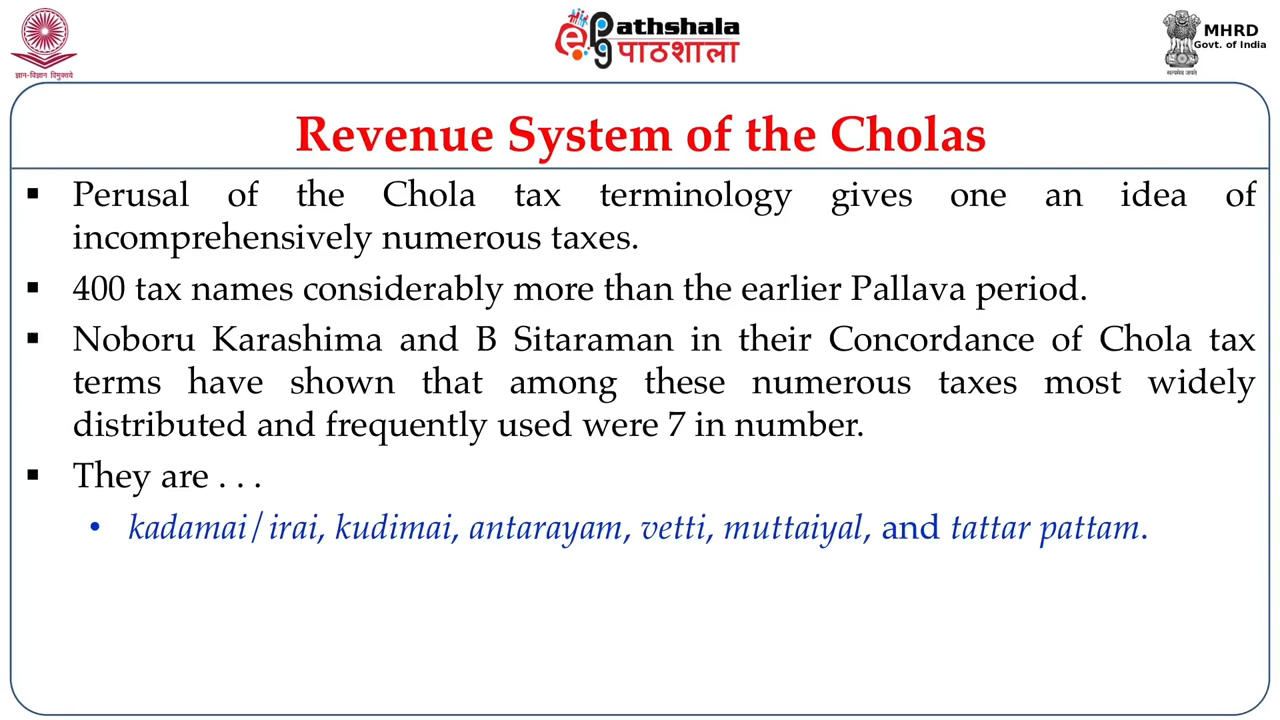 ज्ञान-विज्ञान विमुक्तये
ePathshala
पाठशाला
MHRD
Govt. of India
सत्यमेव जयते
Revenue System of the Cholas
▪ Perusal of the Chola tax terminology gives one an idea of
incomprehensively numerous taxes.
▪ 400 tax names considerably more than the earlier Pallava period.
▪ Noboru Karashima and B Sitaraman in their Concordance of Chola tax
terms have shown that among these numerous taxes most widely
distributed and frequently used were 7 in number.
▪ They are . . .
• kadamai/irai, kudimai, antarayam, vetti, muttaiyal, and tattar pattam.